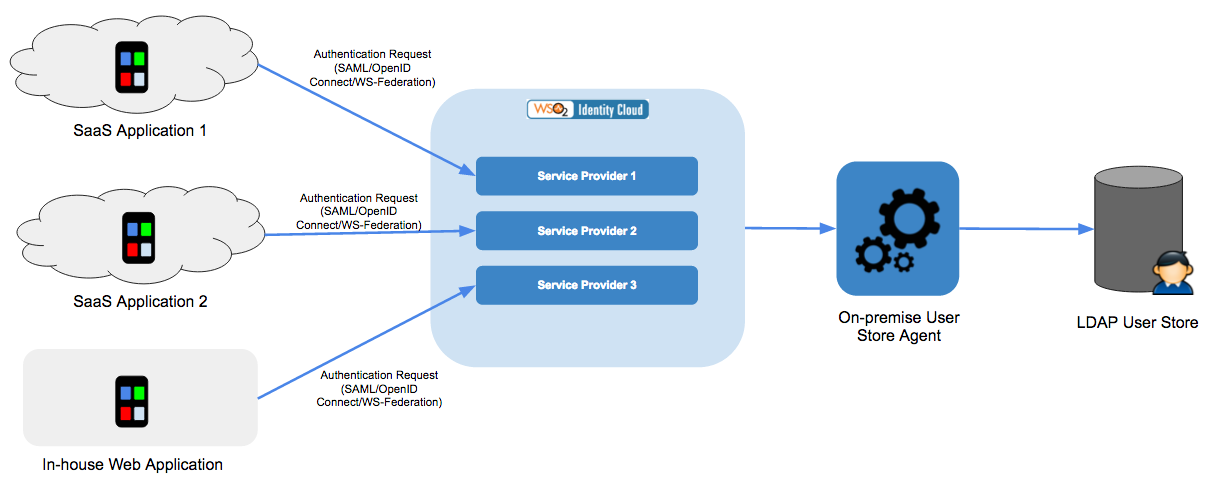 Authentication Request
(SAML/OpenID
Connect/WS-Federation)
SaaS Application 1
WSO2 Identity Cloud
Service Provider 1
Authentication Request
(SAML/OpenID
Connect/WS-Federation)
Service Provider 2
SaaS Application 2
Service Provider 3
On-premise User
Store Agent
LDAP User Store
Authentication Request
(SAML/OpenID
Connect/WS-Federation)
In-house Web Application